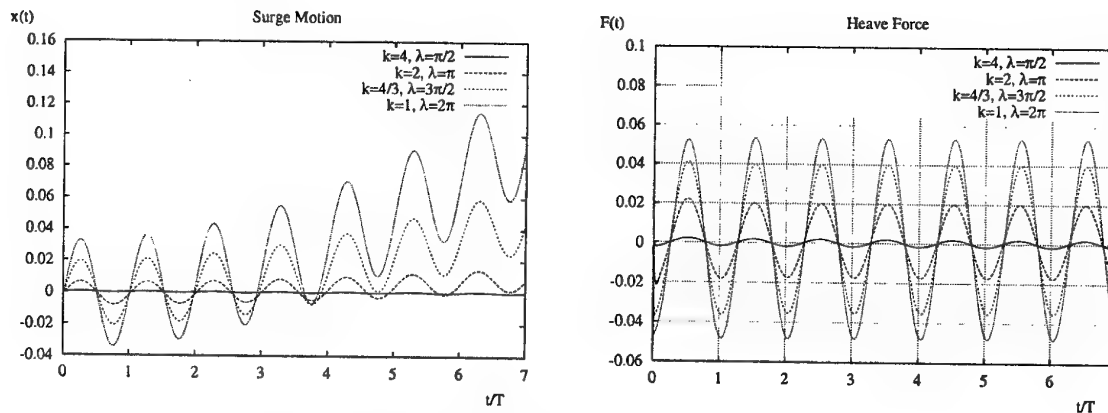 x(t)
Surge Motion
0.16
0.14
0.12
0.1
0.08
0.06
0.04
0.02
0
-0.02
-0.04
k=4, λ=π/2
k=2, λ=π
k=4/3, λ=3π/2
k=1, λ=2π
0 1 2 3 4 5 6 7
t/T
F(t)
Heave Force
0.1
0.08
0.06
0.04
0.02
0
-0.02
-0.04
-0.06
k=4, λ=π/2
k=2, λ=π
k=4/3, λ=3π/2
k=1, λ=2π
0 1 2 3 4 5 6
t/T